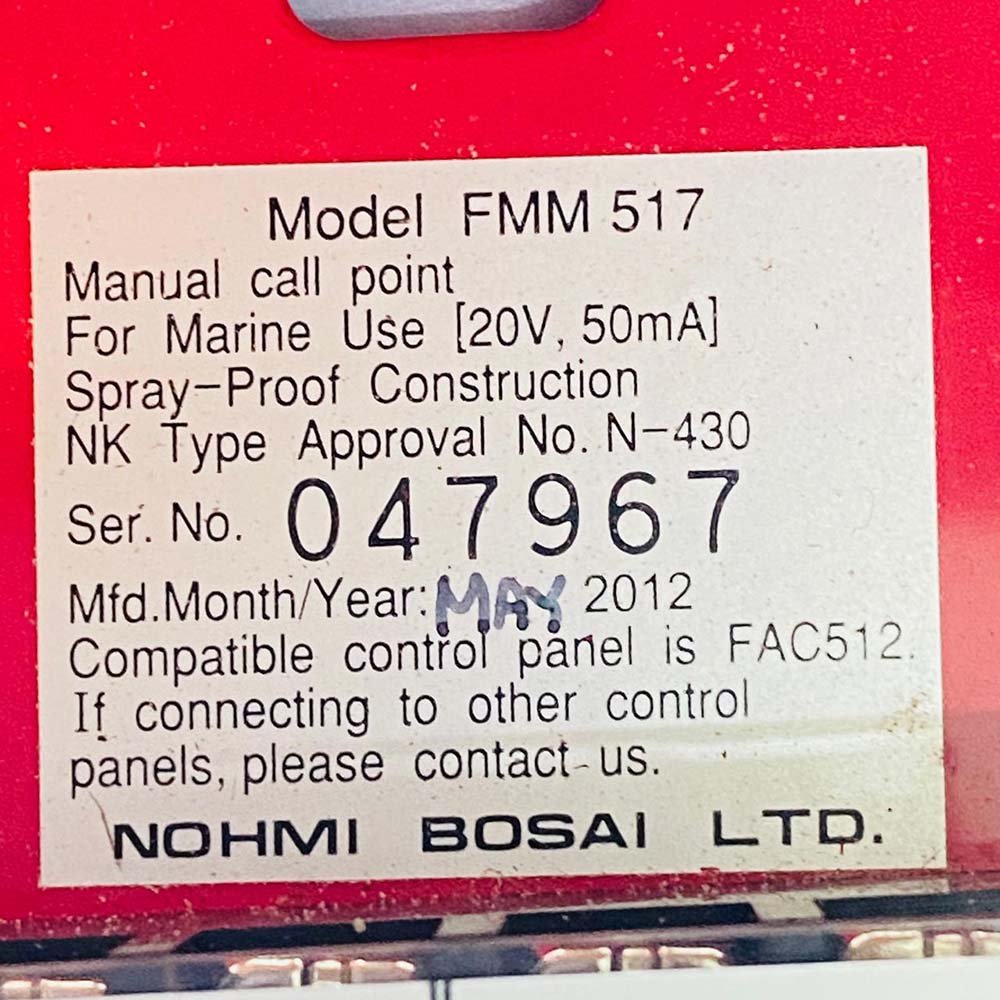 Model FMM 517
Manual call point
For Marine Use [20V, 50mA]
Spray-Proof Construction
NK Type Approval No. N-430
Ser. No. 047967
Mfd.Month/Year: MAY 2012
Compatible control panel is FAC512.
If connecting to other control
panels, please contact us.
NOHMI BOSAI LTD.